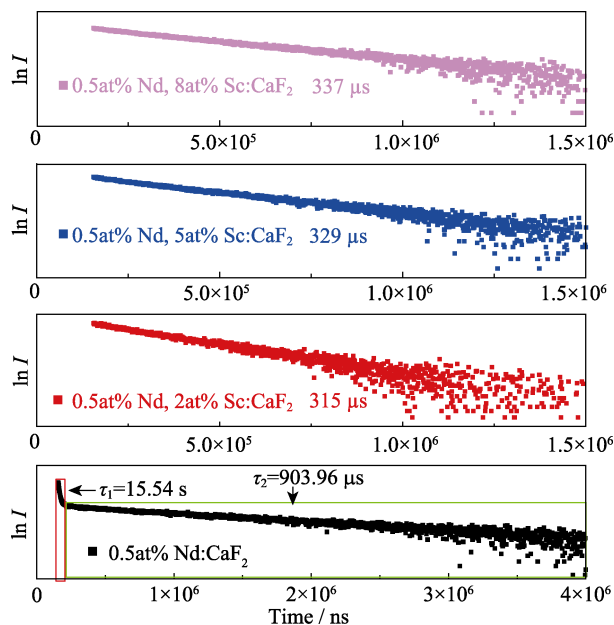 ln I
0.5at% Nd, 8at% Sc:CaF₂ 337 μs
0 5.0×10⁵ 1.0×10⁶ 1.5×10⁶
ln I
0.5at% Nd, 5at% Sc:CaF₂ 329 μs
0 5.0×10⁵ 1.0×10⁶ 1.5×10⁶
ln I
0.5at% Nd, 2at% Sc:CaF₂ 315 μs
0 5.0×10⁵ 1.0×10⁶ 1.5×10⁶
ln I
τ₁=15.54 s
τ₂=903.96 μs
0.5at% Nd:CaF₂
0 1×10⁶ 2×10⁶ 3×10⁶ 4×10⁶
Time / ns